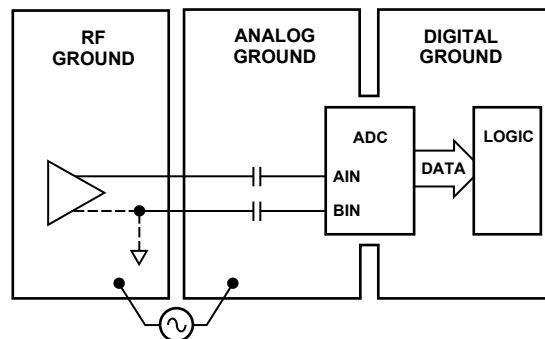 RF
GROUND
ANALOG
GROUND
DIGITAL
GROUND
ADC
LOGIC
AIN
DATA
BIN